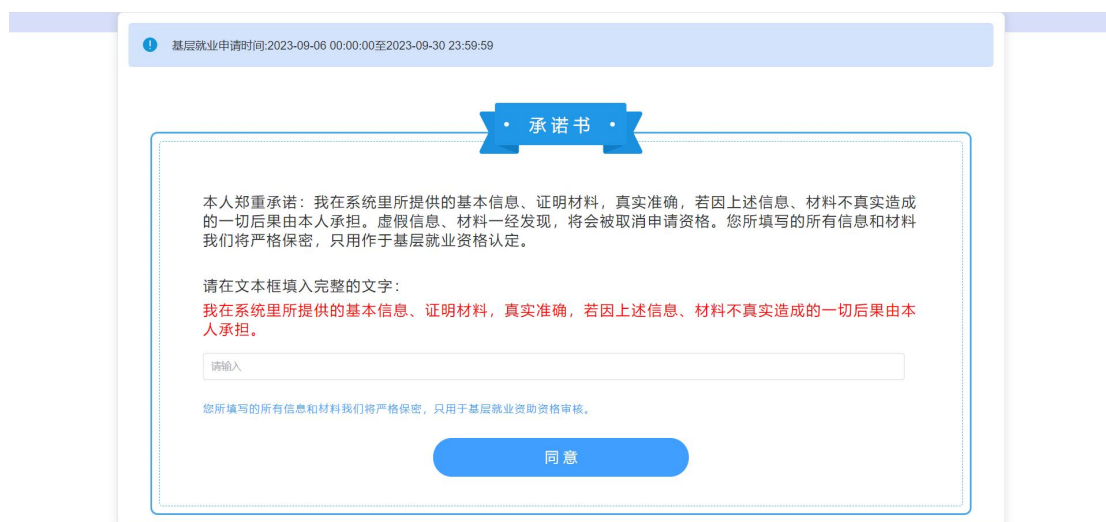 基层就业申请时间:2023-09-06 00:00:00至2023-09-30 23:59:59
· 承诺书 ·
本人郑重承诺：我在系统里所提供的基本信息、证明材料，真实准确，若因上述信息、材料不真实造成
的一切后果由本人承担。虚假信息、材料一经发现，将会被取消申请资格。您所填写的所有信息和材料
我们将严格保密，只用作于基层就业资格认定。
请在文本框填入完整的文字：
我在系统里所提供的基本信息、证明材料，真实准确，若因上述信息、材料不真实造成的一切后果由本
人承担。
请输入
您所填写的所有信息和材料我们将严格保密，只用于基层就业资助资格审核。
同意